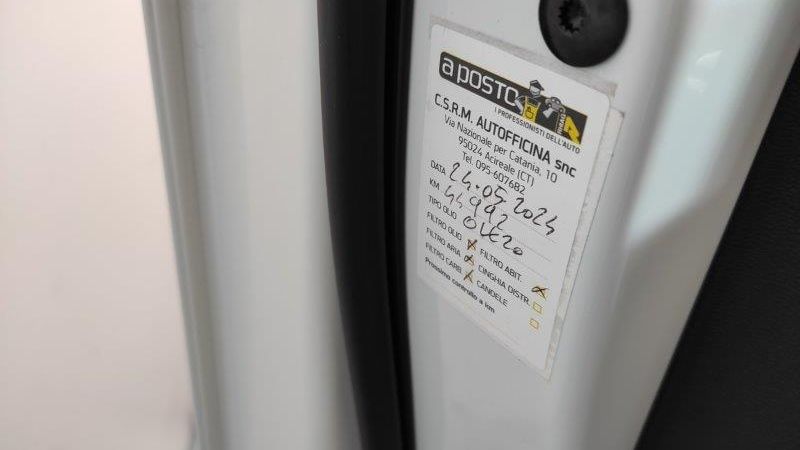 a POSTO
I PROFESSIONISTI DELL'AUTO
C.S.R.M. AUTOFFICINA snc
Via Nazionale per Catania, 10
95024 Acireale (CT)
Tel. 095-607682
DATA 24.05.2024
KM 44992
TIPO OLIO OWE20
FILTRO OLIO FILTRO ABIT.
FILTRO ARIA CINGHIA DISTR.
FILTRO CARB CANDELE
Prossimo controllo a km